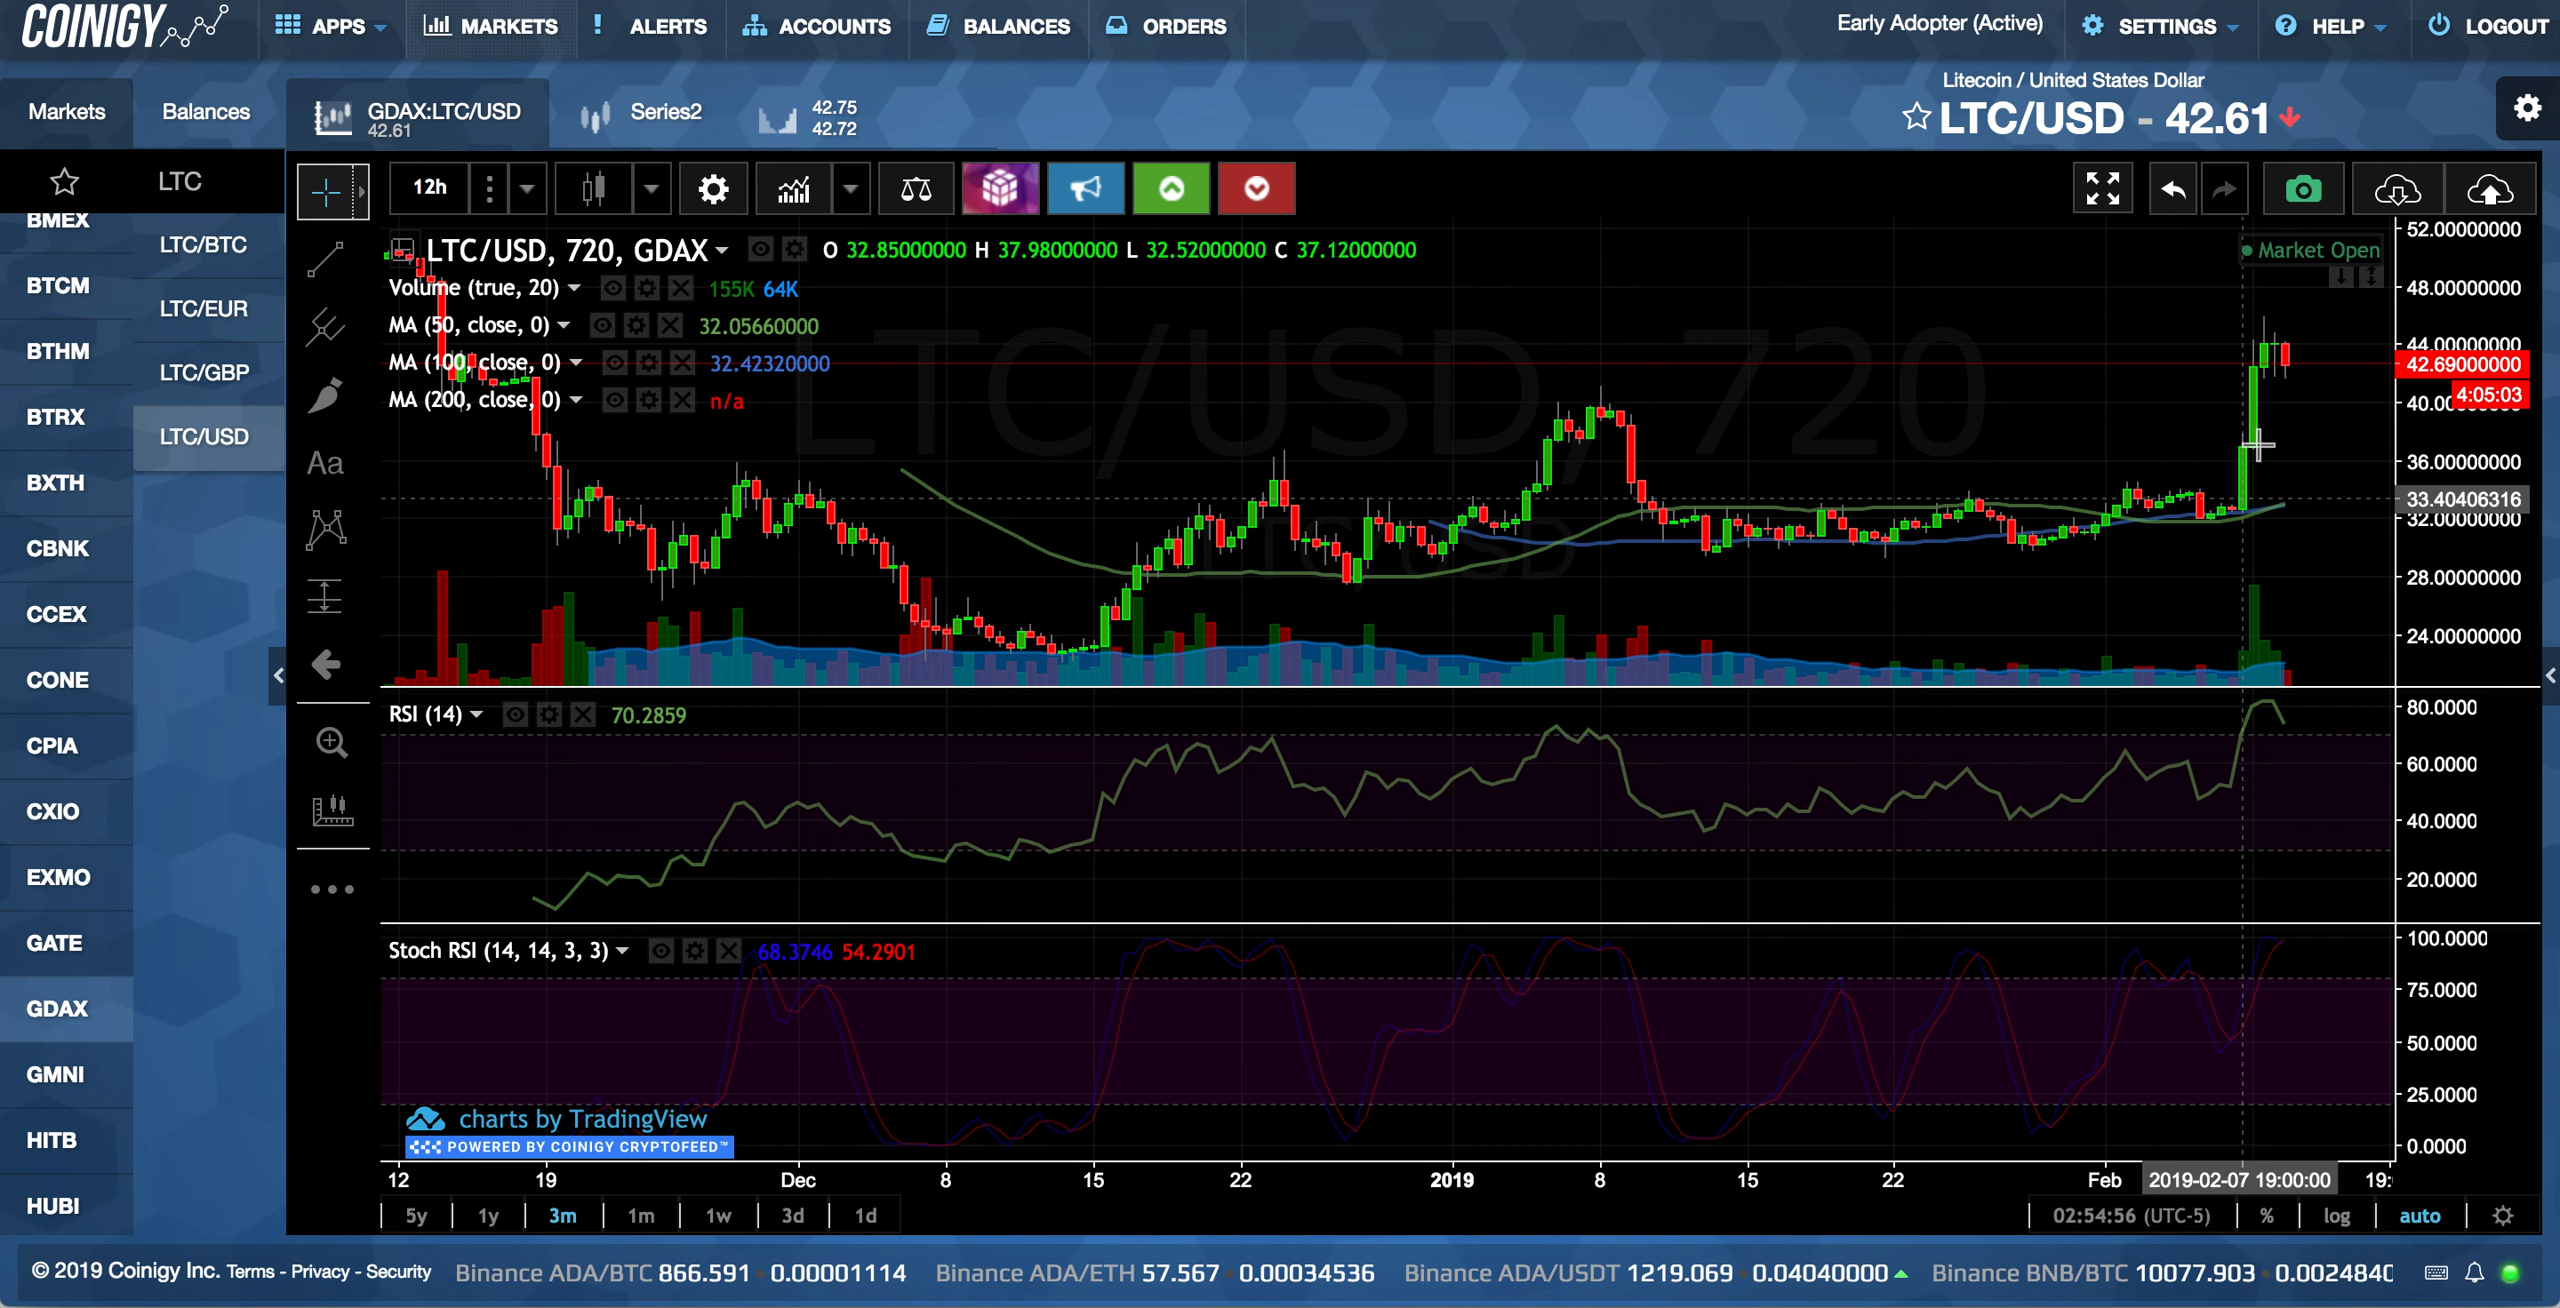 COINIGY APPS MARKETS ALERTS ACCOUNTS BALANCES ORDERS Early Adopter (Active) SETTINGS HELP LOGOUT
Markets Balances GDAX:LTC/USD 42.61 Series2 42.75 42.72
Litecoin / United States Dollar
LTC/USD - 42.61
LTC
BMEX
BTCM
BTHM
BTRX
BXTH
CBNK
CCEX
CONE
CPIA
CXIO
EXMO
GATE
GDAX
GMNI
HITB
HUBI
LTC/BTC
LTC/EUR
LTC/GBP
LTC/USD
12h
Aa
LTC/USD, 720, GDAX O 32.85000000 H 37.98000000 L 32.52000000 C 37.12000000
Market Open
Volume (true, 20) 155K 64K
MA (50, close, 0) 32.05660000
MA (100, close, 0) 32.42320000
MA (200, close, 0) n/a
LTC/USD, 720
LTC/USD
52.00000000
48.00000000
44.00000000
42.69000000
4:05:03
36.00000000
33.40406316
32.00000000
28.00000000
24.00000000
RSI (14) 70.2859
80.0000
60.0000
40.0000
20.0000
Stoch RSI (14, 14, 3, 3) 68.3746 54.2901
100.0000
75.0000
50.0000
25.0000
0.0000
charts by TradingView
POWERED BY COINIGY CRYPTOFEED™
12 19 Dec 8 15 22 2019 8 15 22 Feb 2019-02-07 19:00:00 19:
5y 1y 3m 1m 1w 3d 1d 02:54:56 (UTC-5) % log auto
© 2019 Coinigy Inc. Terms - Privacy - Security Binance ADA/BTC 866.591 0.00001114 Binance ADA/ETH 57.567 0.00034536 Binance ADA/USDT 1219.069 0.04040000 Binance BNB/BTC 10077.903 0.0024840